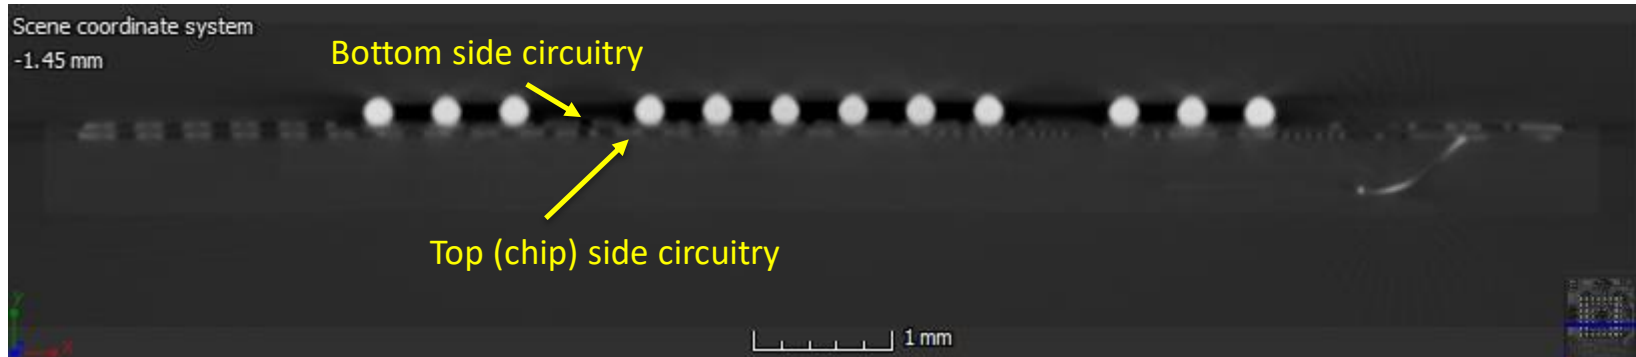 Scene coordinate system
-1.45 mm
Bottom side circuitry
Top (chip) side circuitry
1 mm
Y
X